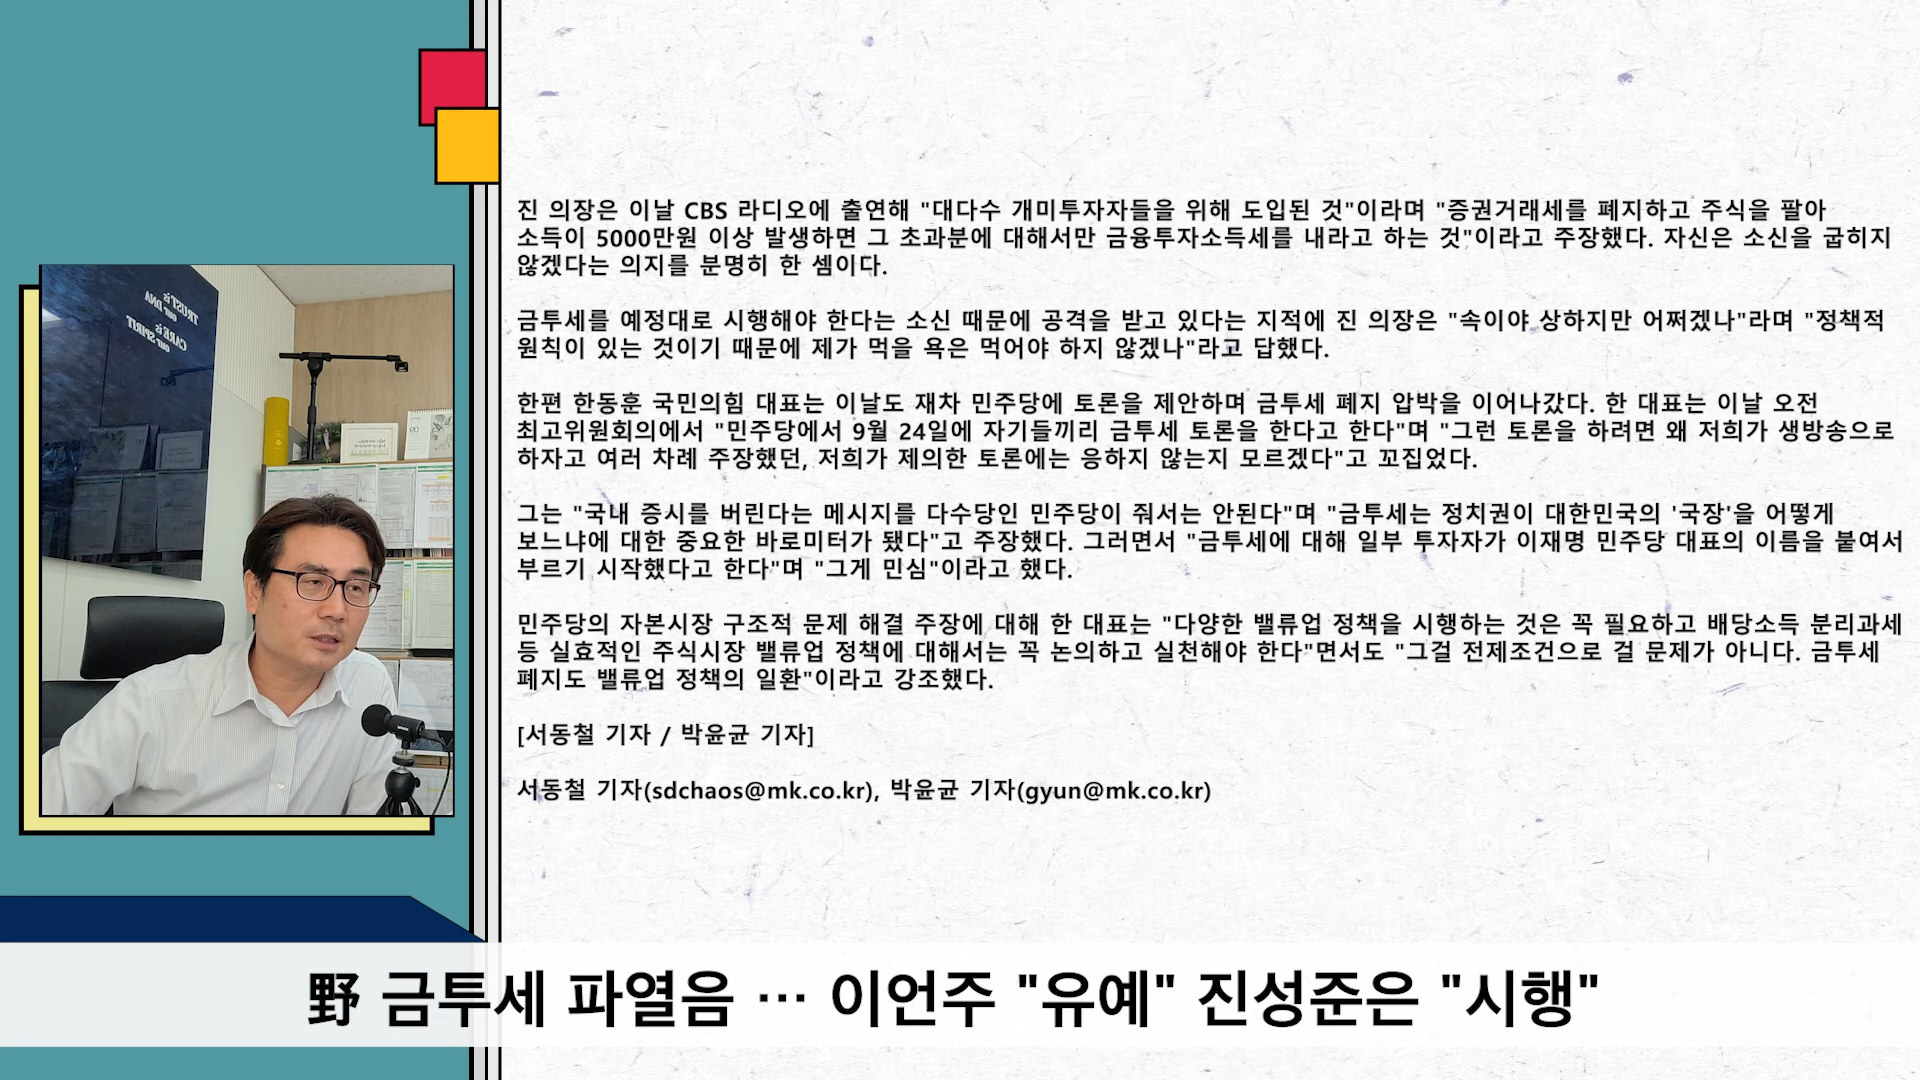 진 의장은 이날 CBS 라디오에 출연해 "대다수 개미투자자들을 위해 도입된 것"이라며 "증권거래세를 폐지하고 주식을 팔아
소득이 5000만원 이상 발생하면 그 초과분에 대해서만 금융투자소득세를 내라고 하는 것"이라고 주장했다. 자신은 소신을 굽히지
않겠다는 의지를 분명히 한 셈이다.
금투세를 예정대로 시행해야 한다는 소신 때문에 공격을 받고 있다는 지적에 진 의장은 "속이야 상하지만 어쩌겠나"라며 "정책적
원칙이 있는 것이기 때문에 제가 먹을 욕은 먹어야 하지 않겠나"라고 답했다.
한편 한동훈 국민의힘 대표는 이날도 재차 민주당에 토론을 제안하며 금투세 폐지 압박을 이어나갔다. 한 대표는 이날 오전
최고위원회의에서 "민주당에서 9월 24일에 자기들끼리 금투세 토론을 한다고 한다"며 "그런 토론을 하려면 왜 저희가 생방송으로
하자고 여러 차례 주장했던, 저희가 제의한 토론에는 응하지 않는지 모르겠다"고 꼬집었다.
그는 "국내 증시를 버린다는 메시지를 다수당인 민주당이 줘서는 안된다"며 "금투세는 정치권이 대한민국의 '국장'을 어떻게
보느냐에 대한 중요한 바로미터가 됐다"고 주장했다. 그러면서 "금투세에 대해 일부 투자자가 이재명 민주당 대표의 이름을 붙여서
부르기 시작했다고 한다"며 "그게 민심"이라고 했다.
민주당의 자본시장 구조적 문제 해결 주장에 대해 한 대표는 "다양한 밸류업 정책을 시행하는 것은 꼭 필요하고 배당소득 분리과세
등 실효적인 주식시장 밸류업 정책에 대해서는 꼭 논의하고 실천해야 한다"면서도 "그걸 전제조건으로 걸 문제가 아니다. 금투세
폐지도 밸류업 정책의 일환"이라고 강조했다.
[서동철 기자 / 박윤균 기자]
서동철 기자(sdchaos@mk.co.kr), 박윤균 기자(gyun@mk.co.kr)
TRUST is
our DNA
CARE is
our SPIRIT
野 금투세 파열음 … 이언주 "유예" 진성준은 "시행"